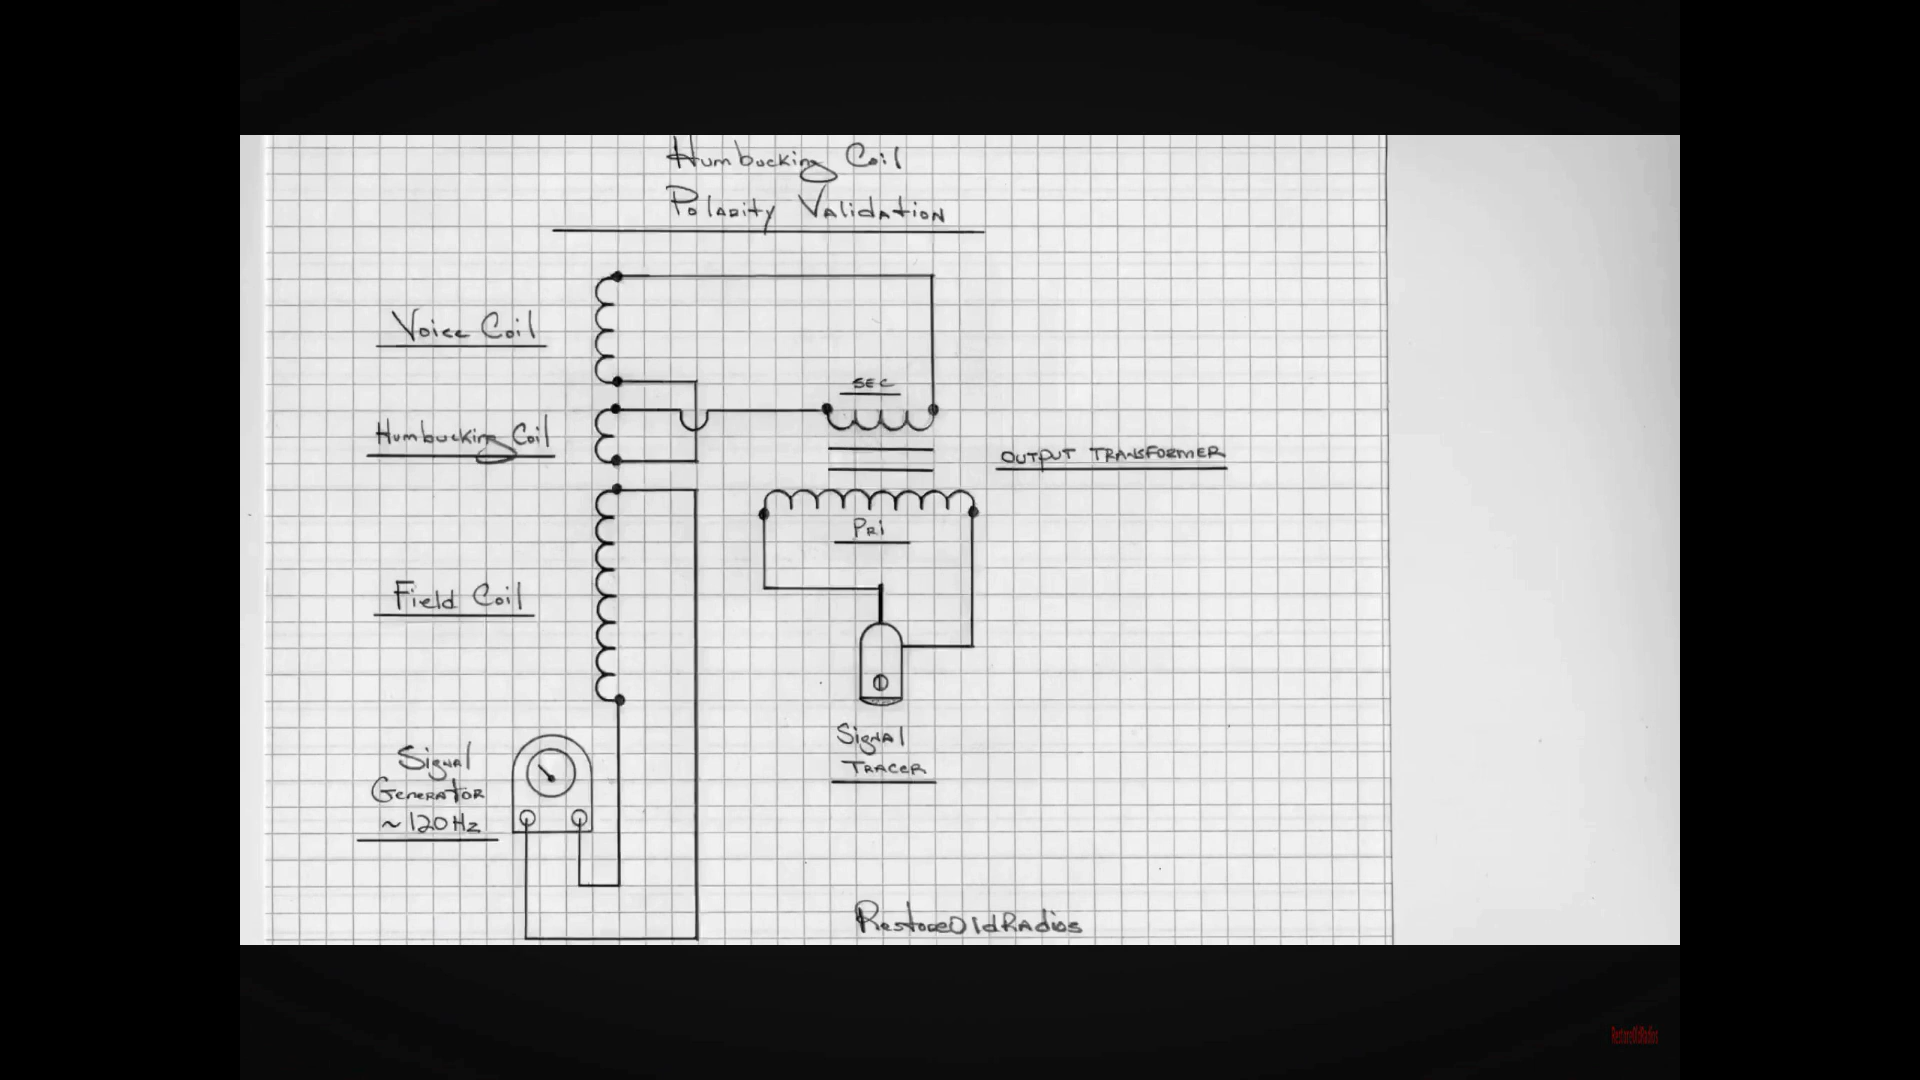 Humbucking Coil
Polarity Validation
Voice Coil
SEC
Humbucking Coil
OUTPUT TRANSFORMER
PRI
Field Coil
Signal
Tracer
Signal
Generator
~120Hz
RestoreOldRadios
RestoreOldRadios